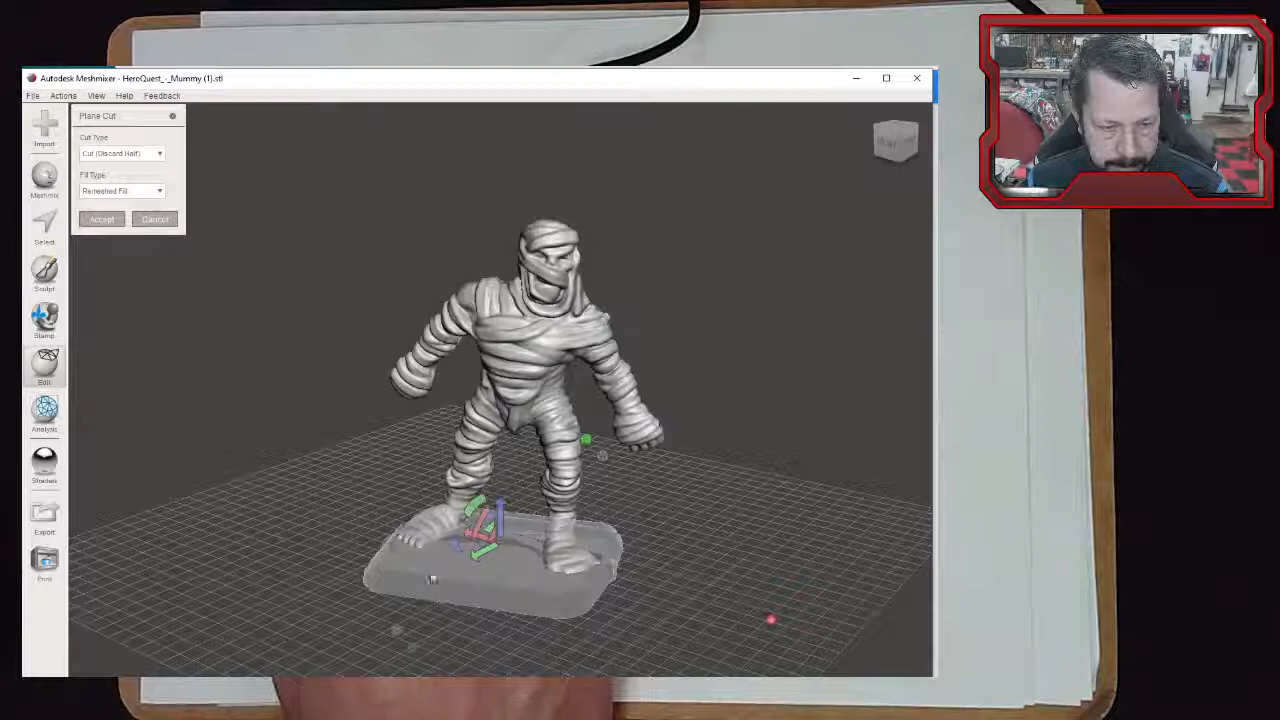 Autodesk Meshmixer - HeroQuest_-_Mummy (1).stl
File Actions View Help Feedback
Plane Cut
Cut Type
Cut (Discard Half)
Fill Type
Remeshed Fill
Accept Cancel
Import
Meshmix
Select
Sculpt
Stamp
Edit
Analysis
Shaders
Export
Print